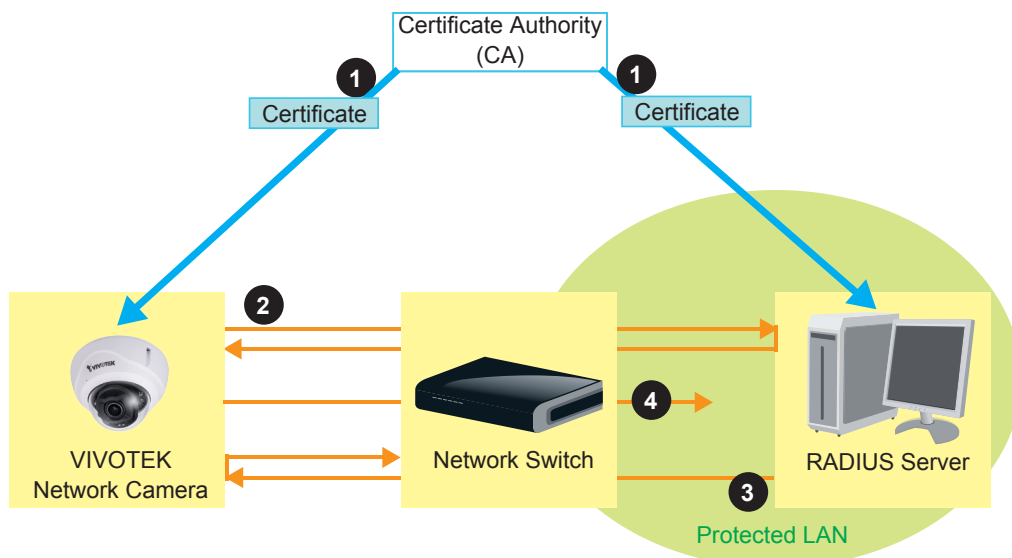 Certificate Authority
(CA)
1
1
Certificate
Certificate
2
VIVOTEK
4
VIVOTEK
Network Camera
Network Switch
RADIUS Server
3
Protected LAN